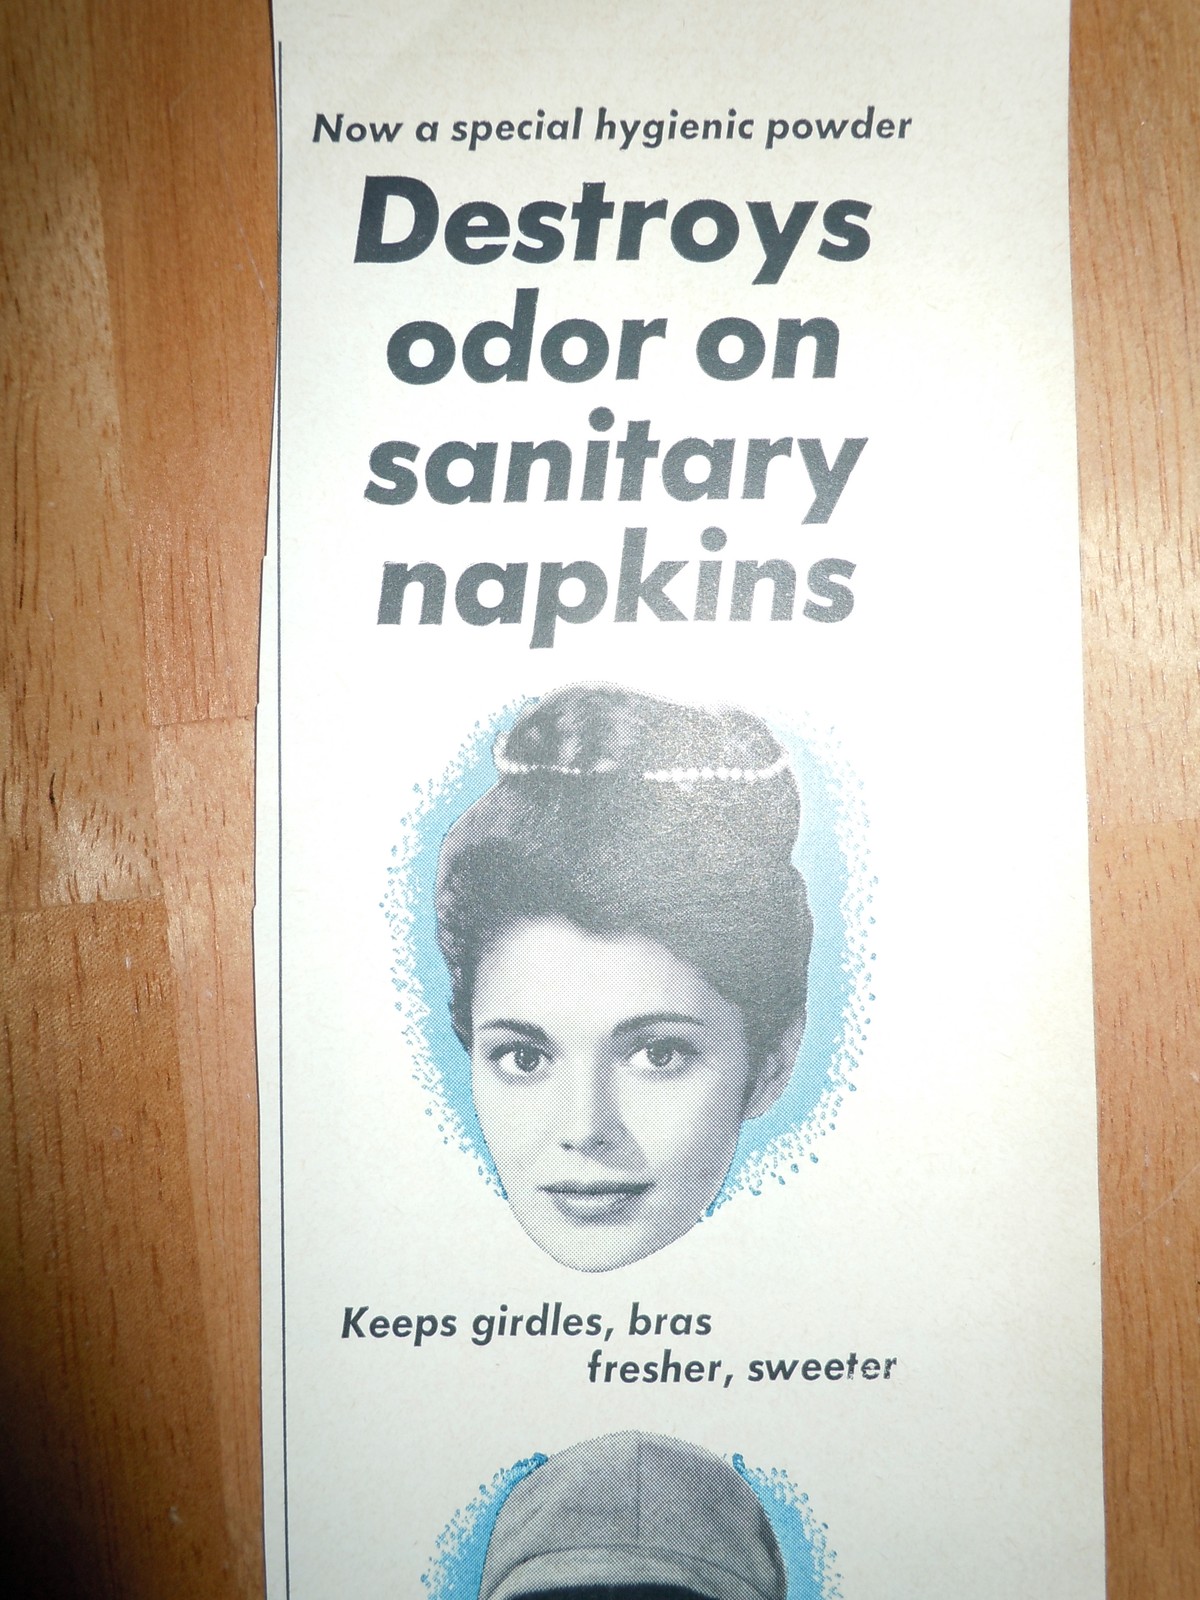 Now a special hygienic powder
Destroys
odor on
sanitary
napkins
Keeps girdles, bras
fresher, sweeter